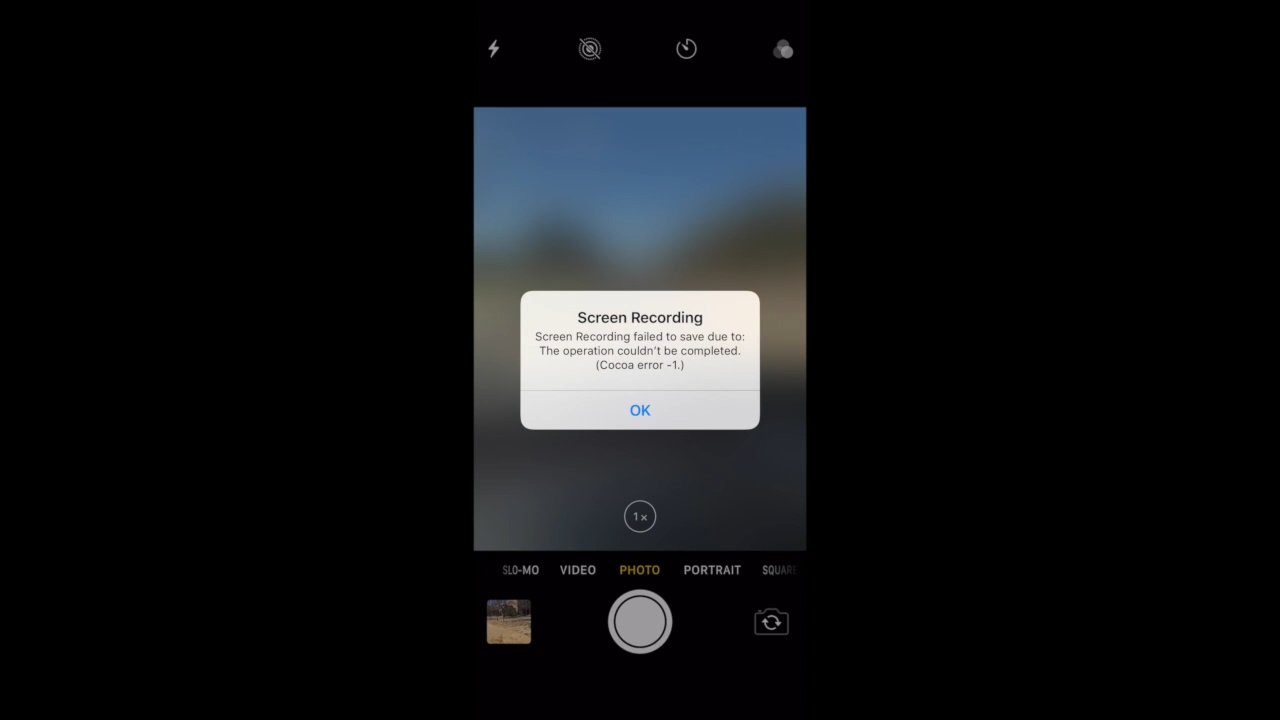 Screen Recording
Screen Recording failed to save due to:
The operation couldn't be completed.
(Cocoa error -1.)
OK
1×
SLO-MO VIDEO PHOTO PORTRAIT SQUAR